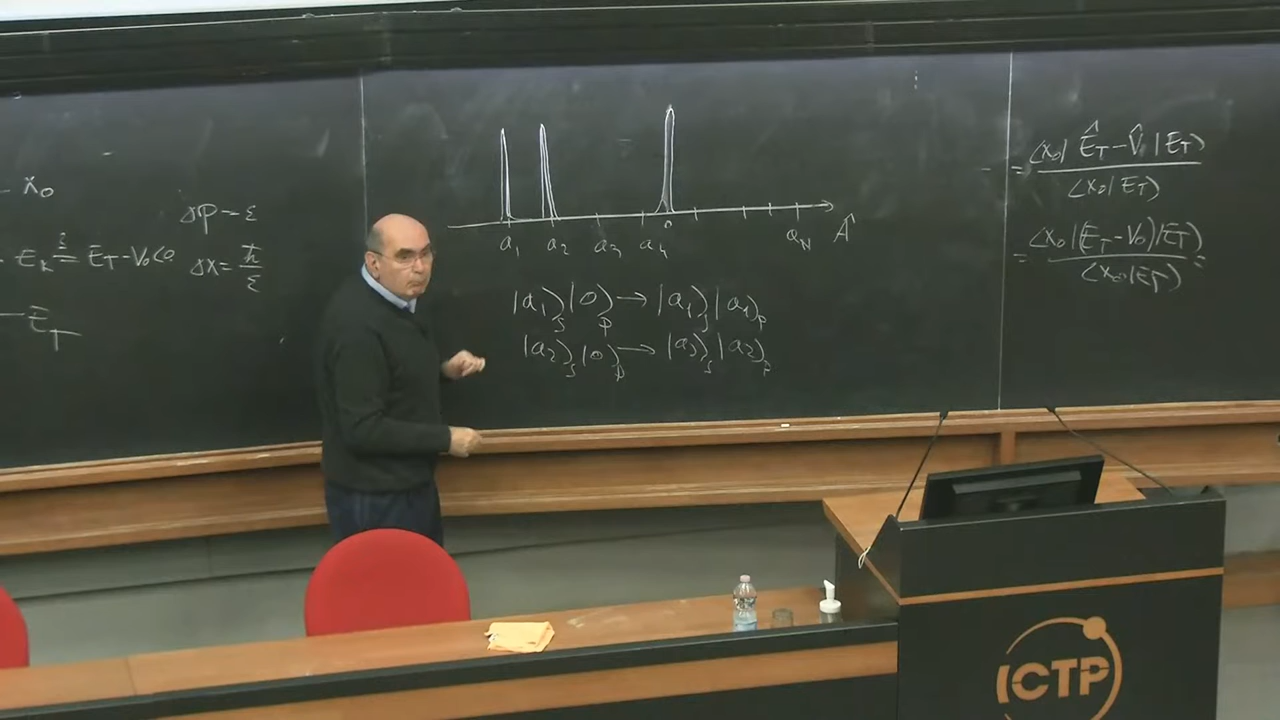 - x₀
δp = ε
- E_k ?= E_T - V₀ < 0
δx = ħ/ε
- E_T
0
a₁ a₂ a₃ a₄ a_N Â
|a₁⟩_s |0⟩_p → |a₁⟩_s |a₁⟩_p
|a₂⟩_s |0⟩_p → |a₂⟩_s |a₂⟩_p
= ⟨x₀| Ê_T - V̂ |E_T⟩
⟨x₀|E_T⟩
= ⟨x₀|(E_T - V₀)|E_T⟩ =
⟨x₀|E_T⟩
ICTP